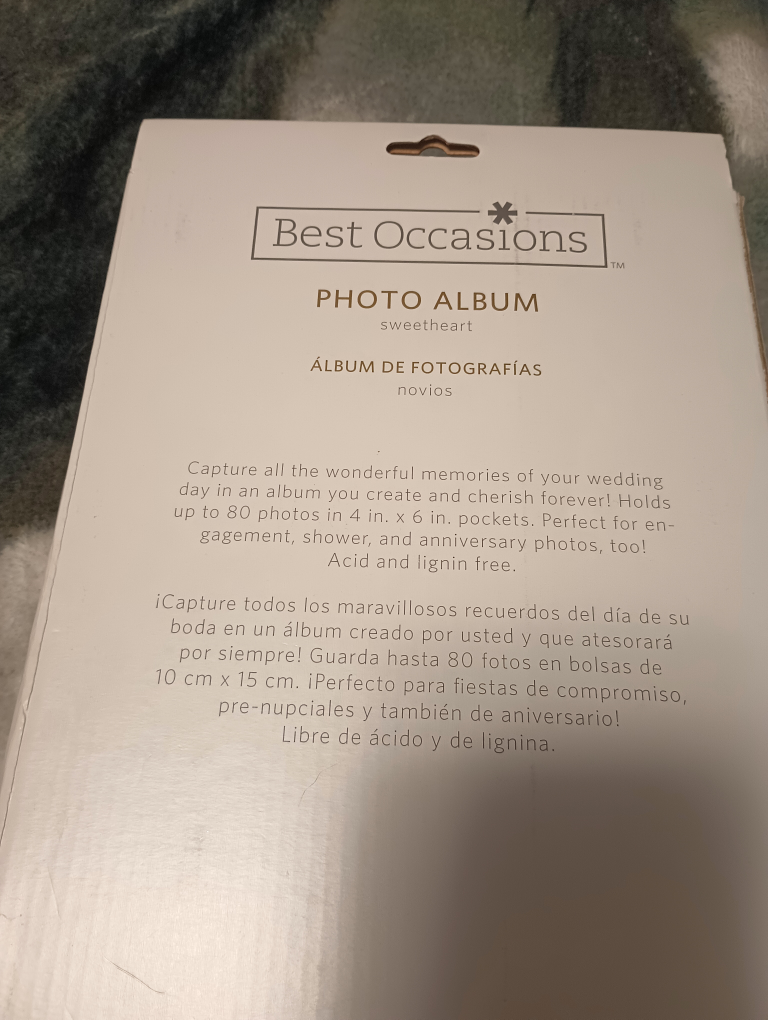 Best Occasions ™
PHOTO ALBUM
sweetheart
ÁLBUM DE FOTOGRAFÍAS
novios
Capture all the wonderful memories of your wedding
day in an album you create and cherish forever! Holds
up to 80 photos in 4 in. x 6 in. pockets. Perfect for en-
gagement, shower, and anniversary photos, too!
Acid and lignin free.
¡Capture todos los maravillosos recuerdos del día de su
boda en un álbum creado por usted y que atesorará
por siempre! Guarda hasta 80 fotos en bolsas de
10 cm x 15 cm. ¡Perfecto para fiestas de compromiso,
pre-nupciales y también de aniversario!
Libre de ácido y de lignina.